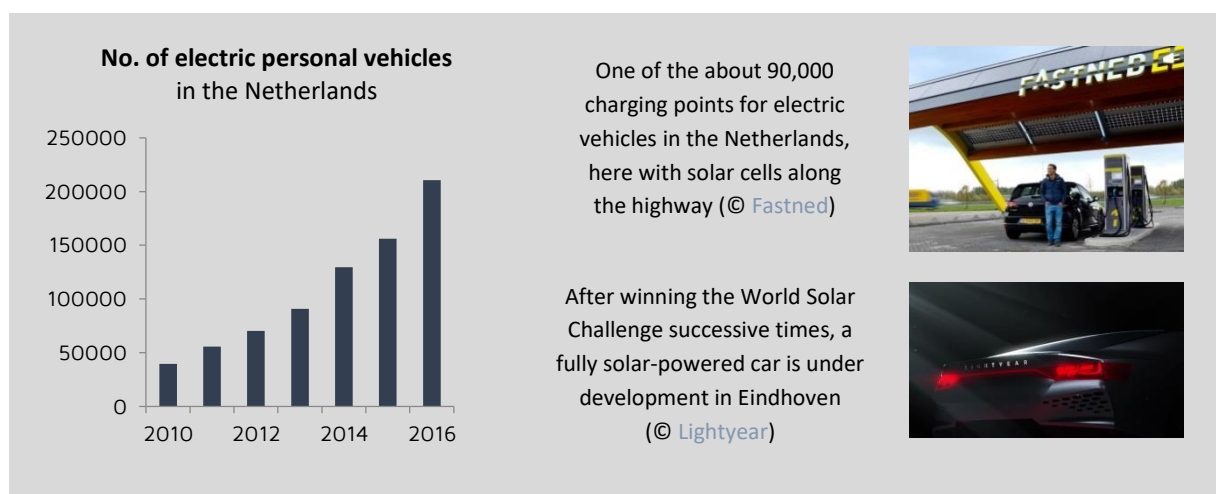 No. of electric personal vehicles
in the Netherlands
250000
200000
150000
100000
50000
0
2010
2012
2014
2016
One of the about 90,000
charging points for electric
vehicles in the Netherlands,
here with solar cells along
the highway (© Fastned)
FASTNED
After winning the World Solar
Challenge successive times, a
fully solar-powered car is under
development in Eindhoven
(© Lightyear)
LIGHTYEAR